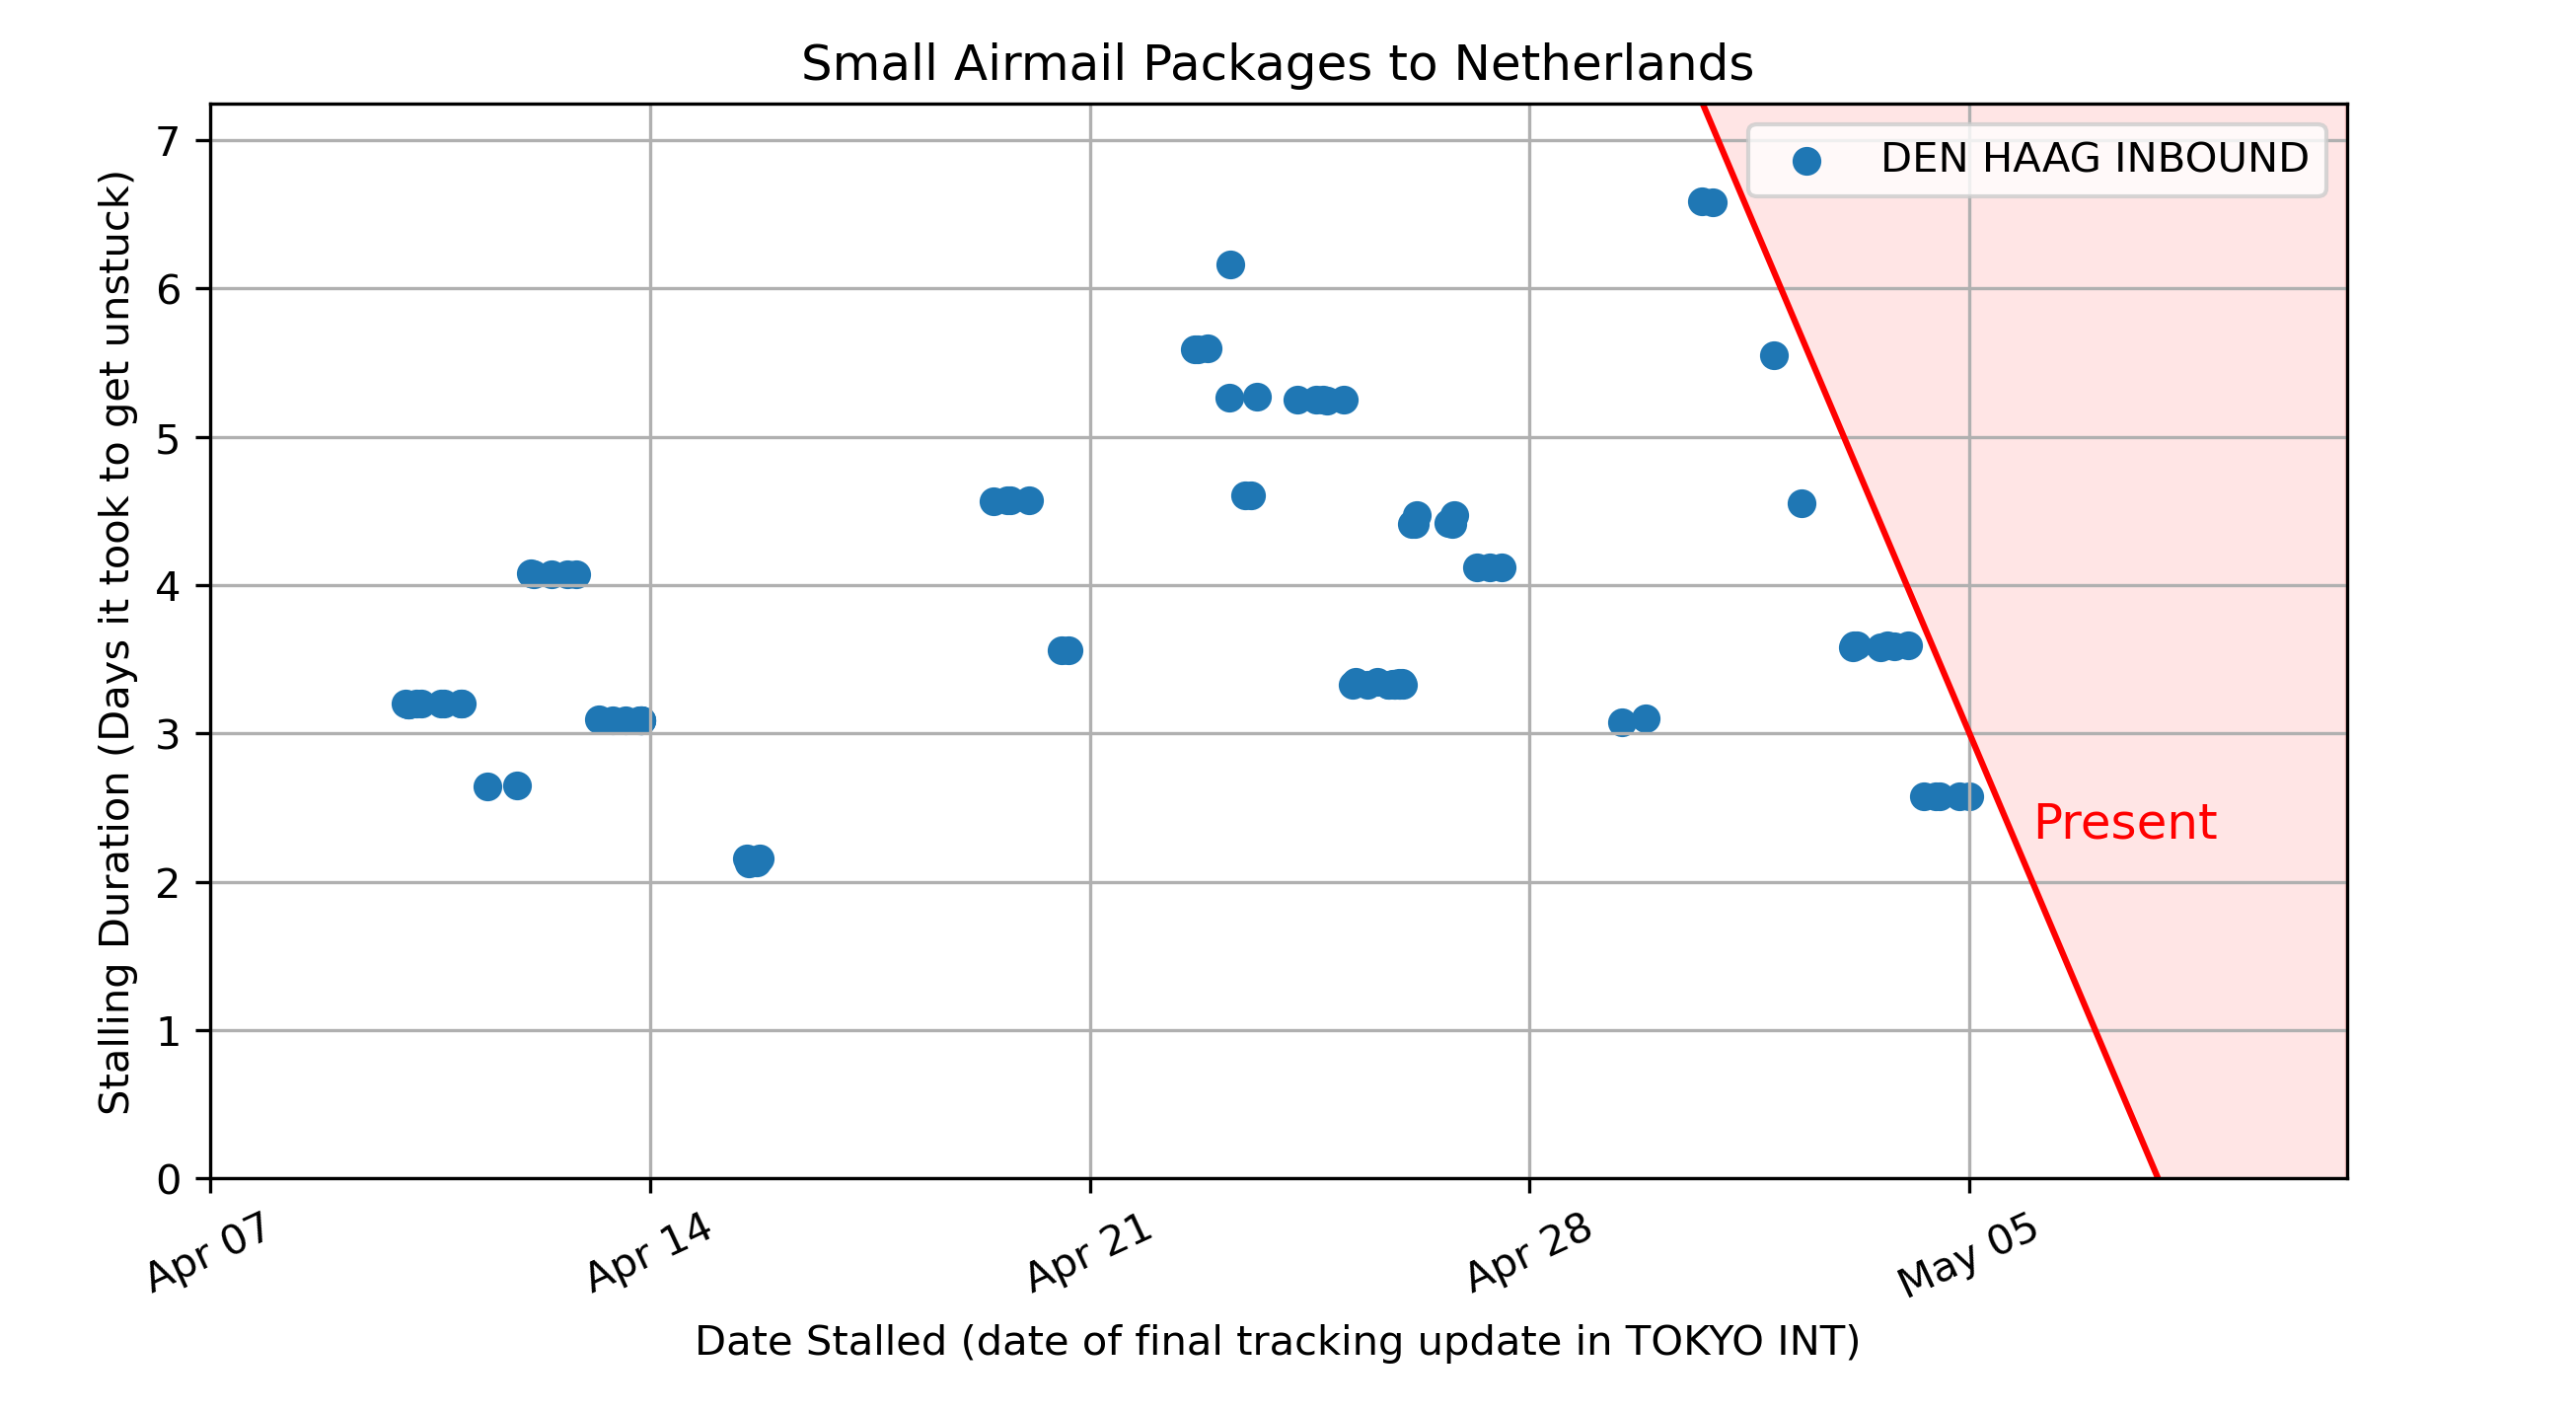 Small Airmail Packages to Netherlands
DEN HAAG INBOUND
Stalling Duration (Days it took to get unstuck)
7
6
5
4
3
2
1
0
Present
Apr 07
Apr 14
Apr 21
Apr 28
May 05
Date Stalled (date of final tracking update in TOKYO INT)